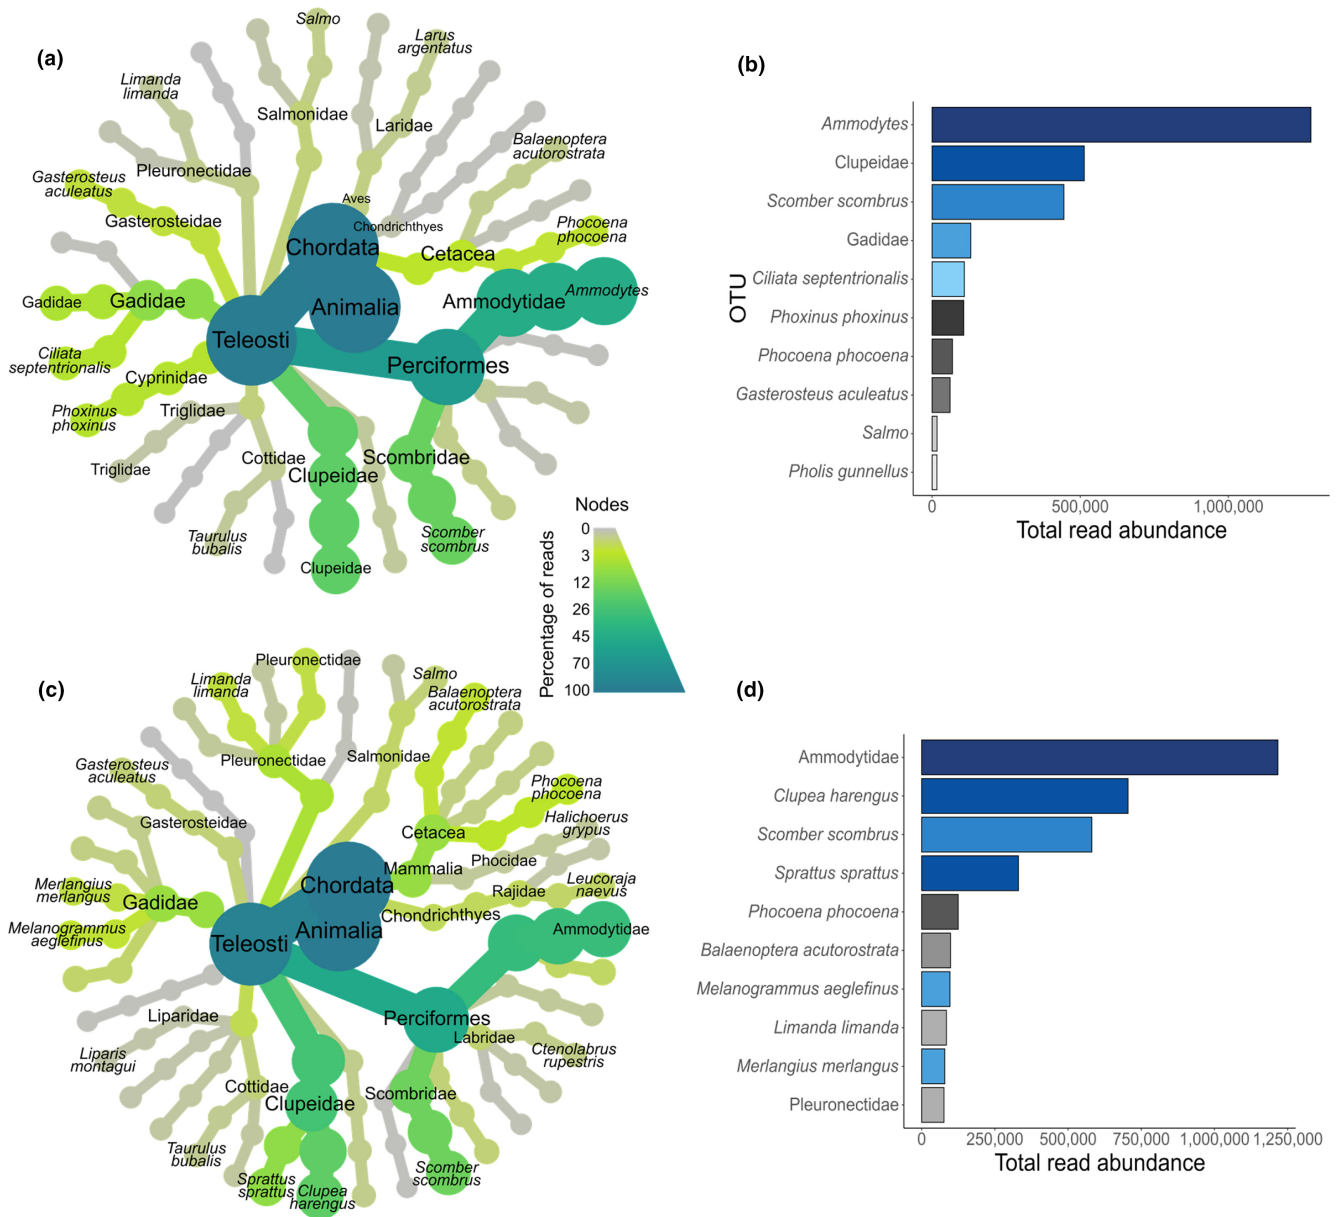 (a)
Salmo
Larus
argentatus
Limanda
limanda
Salmonidae
Laridae
Balaenoptera
acutorostrata
Pleuronectidae
Gasterosteus
aculeatus
Aves
Gasterosteidae
Chondrichthyes
Phocoena
phocoena
Chordata
Cetacea
Gadidae
Gadidae
Animalia
Ammodytidae
Ammodytes
Teleosti
Ciliata
septentrionalis
Cyprinidae
Perciformes
Phoxinus
phoxinus
Triglidae
Triglidae
Cottidae
Clupeidae
Scombridae
Taurulus
bubalis
Scomber
scombrus
Clupeidae
Nodes
Percentage of reads
0
3
12
26
45
70
100
(b)
OTU
Ammodytes
Clupeidae
Scomber scombrus
Gadidae
Ciliata septentrionalis
Phoxinus phoxinus
Phocoena phocoena
Gasterosteus aculeatus
Salmo
Pholis gunnellus
0 500,000 1,000,000
Total read abundance
(c)
Pleuronectidae
Limanda
limanda
Salmo
Balaenoptera
acutorostrata
Gasterosteus
aculeatus
Pleuronectidae
Salmonidae
Phocoena
phocoena
Gasterosteidae
Cetacea
Halichoerus
grypus
Mammalia
Phocidae
Merlangius
merlangus
Gadidae
Chordata
Rajidae
Leucoraja
naevus
Chondrichthyes
Melanogrammus
aeglefinus
Teleosti
Animalia
Ammodytidae
Liparidae
Perciformes
Labridae
Liparis
montagui
Ctenolabrus
rupestris
Cottidae
Clupeidae
Scombridae
Taurulus
bubalis
Sprattus
sprattus
Clupea
harengus
Scomber
scombrus
(d)
Ammodytidae
Clupea harengus
Scomber scombrus
Sprattus sprattus
Phocoena phocoena
Balaenoptera acutorostrata
Melanogrammus aeglefinus
Limanda limanda
Merlangius merlangus
Pleuronectidae
0 250,000 500,000 750,000 1,000,000 1,250,000
Total read abundance